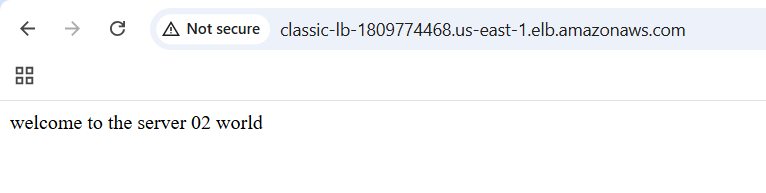 Not secure classic-lb-1809774468.us-east-1.elb.amazonaws.com
welcome to the server 02 world